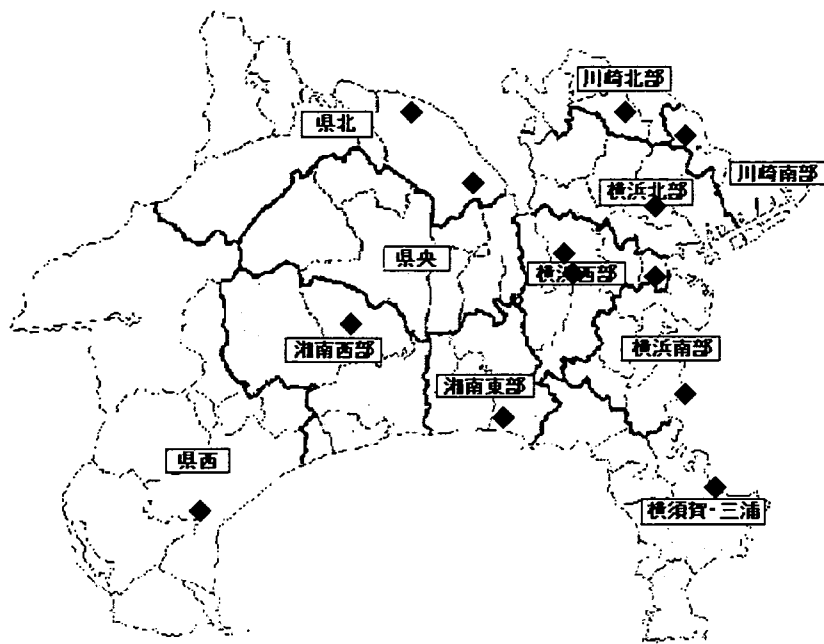 川崎北部
県北
川崎南部
横浜北部
県央
横浜西部
湘南西部
横浜南部
湘南東部
県西
横須賀・三浦